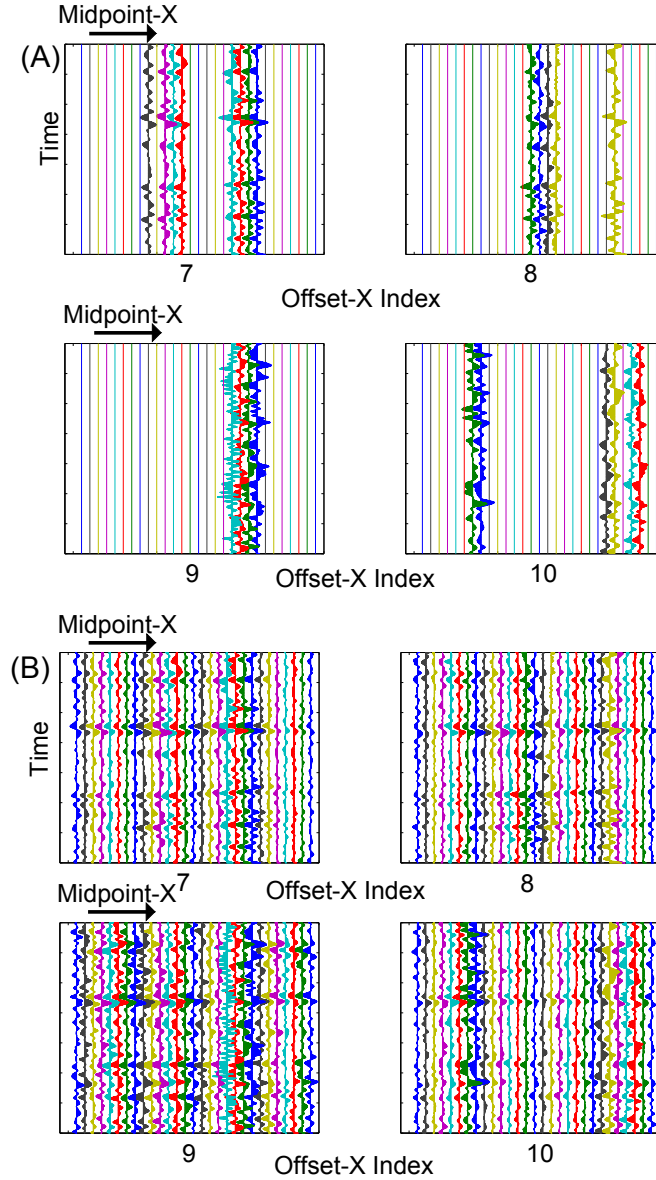 Midpoint-X
(A)
Time
7
8
Offset-X Index
Midpoint-X
9
10
Offset-X Index
Midpoint-X
(B)
Time
7
8
Offset-X Index
Midpoint-X
9
10
Offset-X Index